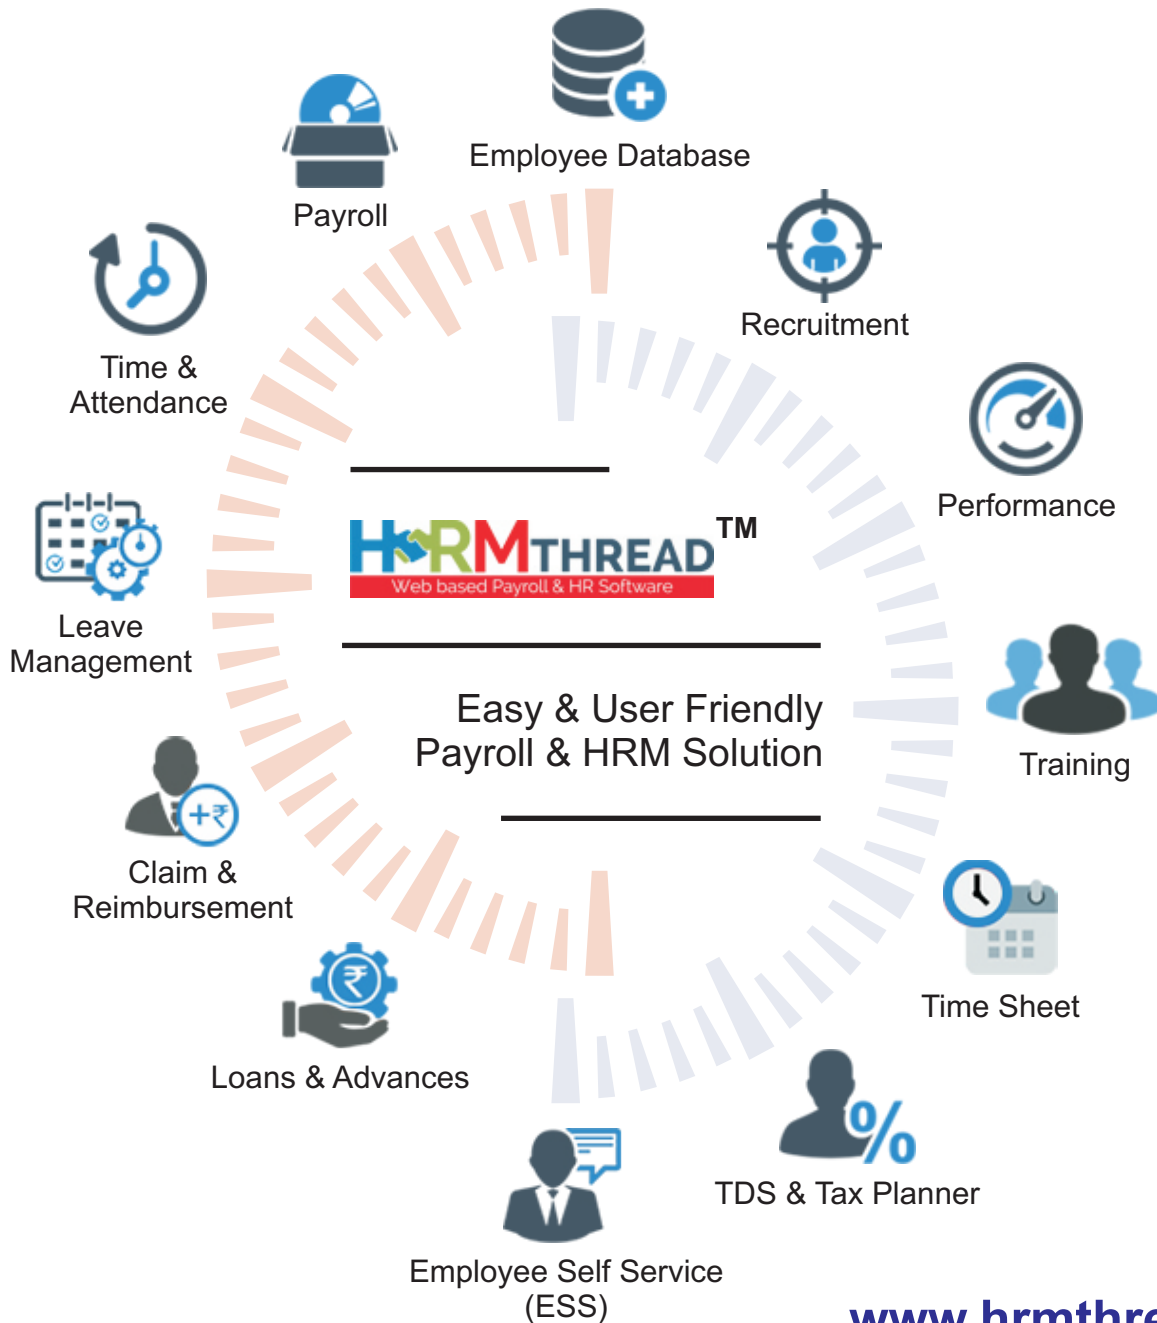 Employee Database
Payroll
Recruitment
Time &
Attendance
Performance
HRMTHREAD TM
Web based Payroll & HR Software
Leave
Management
Easy & User Friendly
Payroll & HRM Solution
Training
+₹
Claim &
Reimbursement
Time Sheet
₹
Loans & Advances
%
TDS & Tax Planner
Employee Self Service
(ESS)